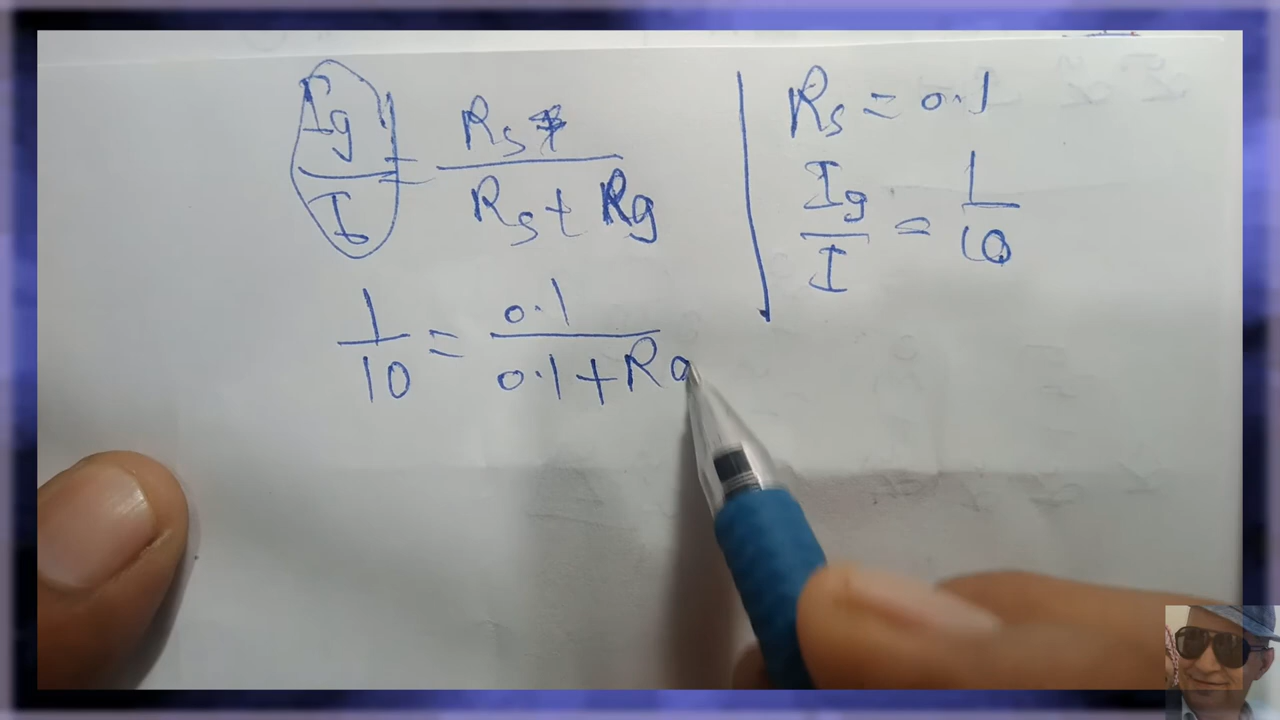 Ig/I = Rs/Rs+Rg
1/10 = 0.1/0.1+Rg
Rs = 0.1
Ig/I = 1/10